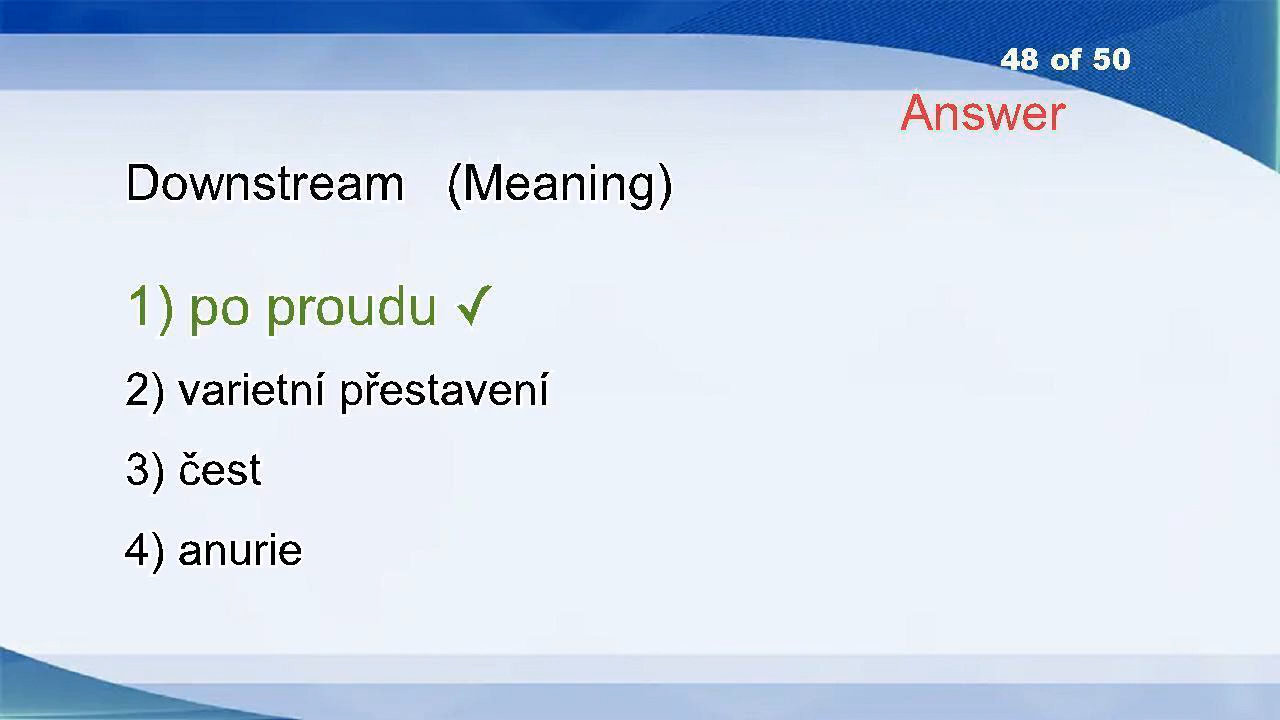 48 of 50
Answer
Downstream (Meaning)
1) po proudu ✓
2) varietní přestavení
3) čest
4) anurie